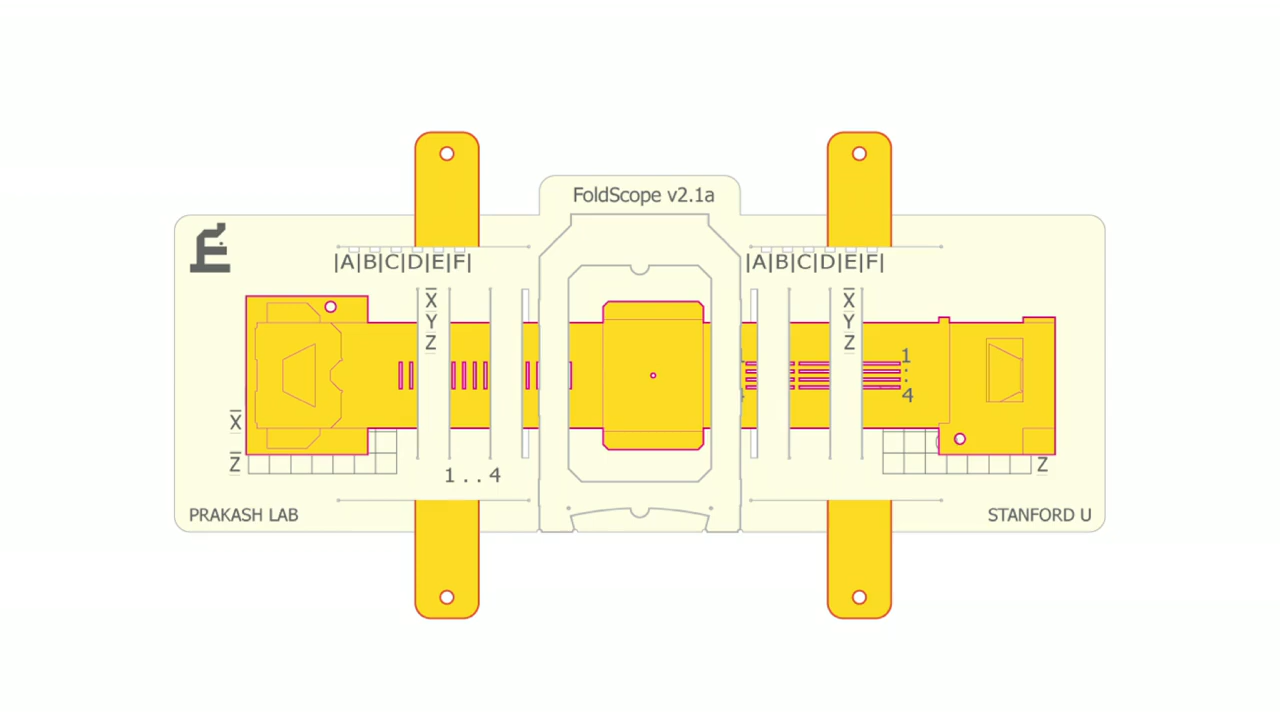 FoldScope v2.1a
|A|B|C|D|E|F|
|A|B|C|D|E|F|
X
Y
Z
X
Y
Z
1
.
.
4
X
Z
1 . . 4
Z
PRAKASH LAB
STANFORD U